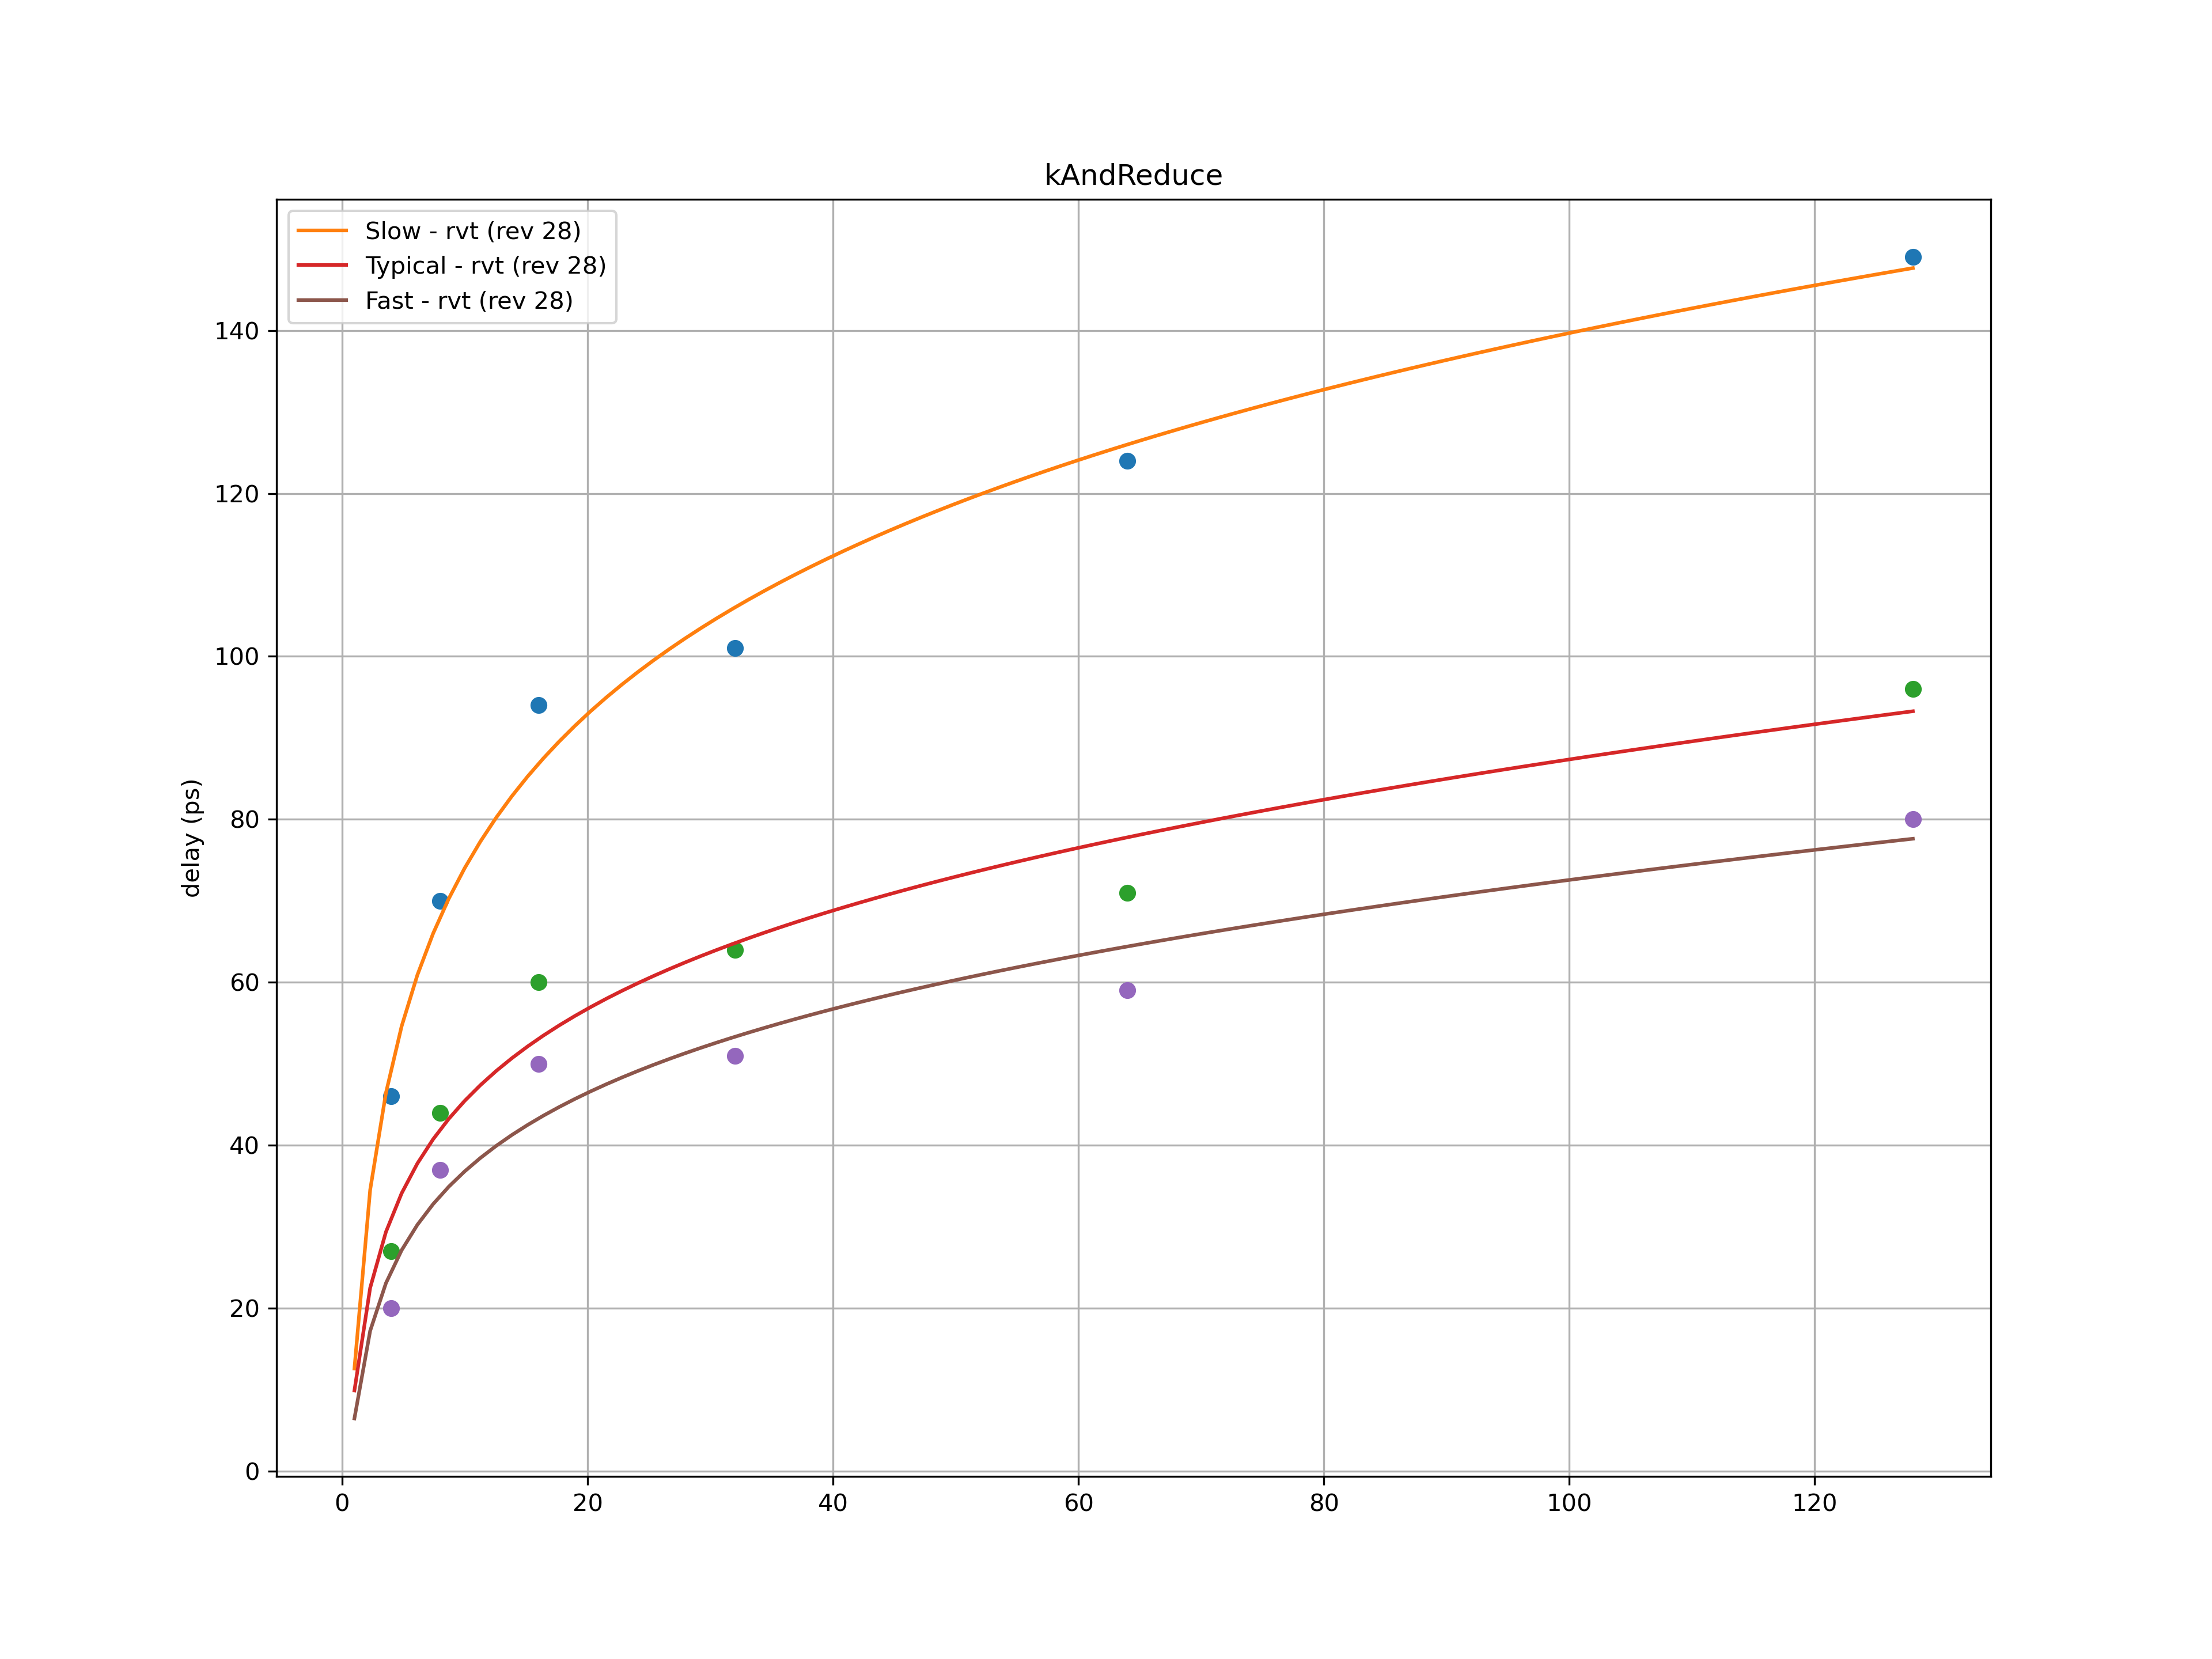 kAndReduce
Slow - rvt (rev 28)
Typical - rvt (rev 28)
Fast - rvt (rev 28)
delay (ps)
140
120
100
80
60
40
20
0
0 20 40 60 80 100 120